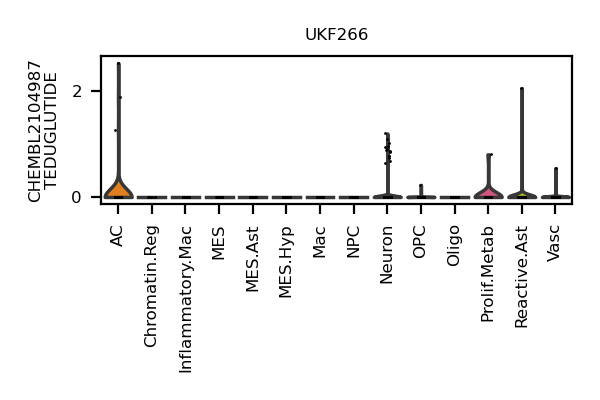 UKF266
CHEMBL2104987
TEDUGLUTIDE
2
0
AC
Chromatin.Reg
Inflammatory.Mac
MES
MES.Ast
MES.Hyp
Mac
NPC
Neuron
OPC
Oligo
Prolif.Metab
Reactive.Ast
Vasc